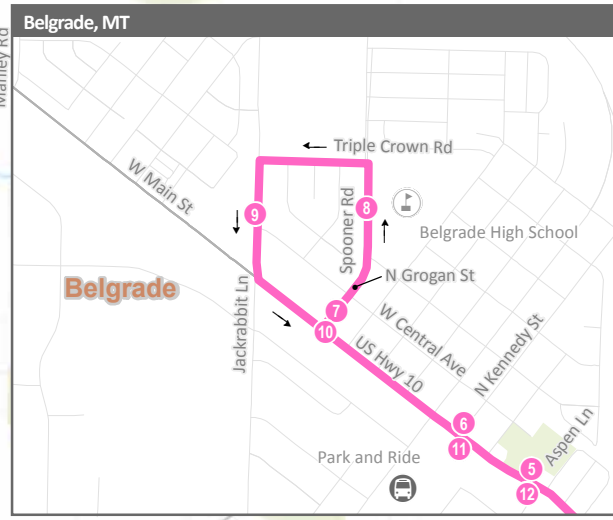 Belgrade, MT
Manley Rd
Triple Crown Rd
W Main St
8
9
Spooner Rd
Belgrade High School
N Grogan St
Belgrade
Jackrabbit Ln
7
10
W Central Ave
US Hwy 10
N Kennedy St
6
11
Aspen Ln
Park and Ride
5
12